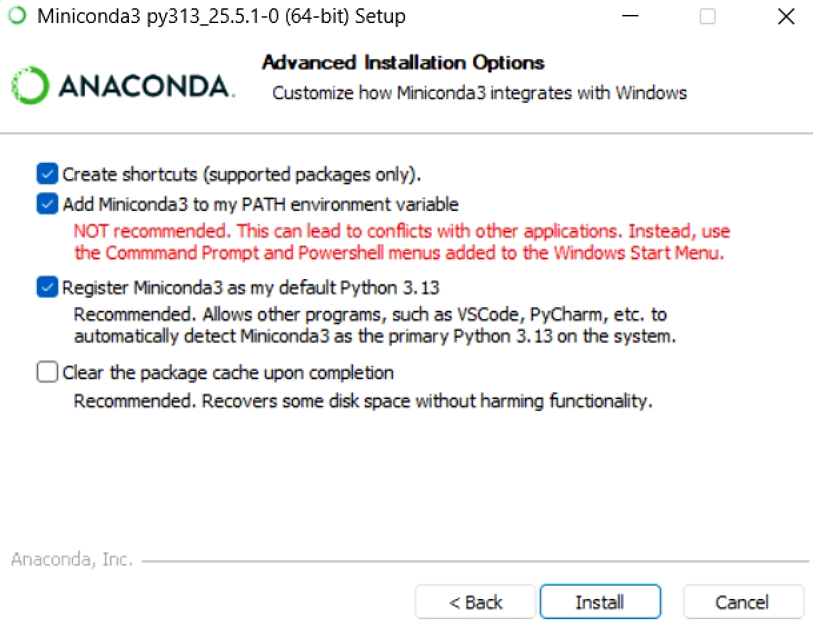 Miniconda3 py313_25.5.1-0 (64-bit) Setup
ANACONDA.
Advanced Installation Options
Customize how Miniconda3 integrates with Windows
Create shortcuts (supported packages only).
Add Miniconda3 to my PATH environment variable
NOT recommended. This can lead to conflicts with other applications. Instead, use
the Commmand Prompt and Powershell menus added to the Windows Start Menu.
Register Miniconda3 as my default Python 3.13
Recommended. Allows other programs, such as VSCode, PyCharm, etc. to
automatically detect Miniconda3 as the primary Python 3.13 on the system.
Clear the package cache upon completion
Recommended. Recovers some disk space without harming functionality.
Anaconda, Inc.
< Back
Install
Cancel